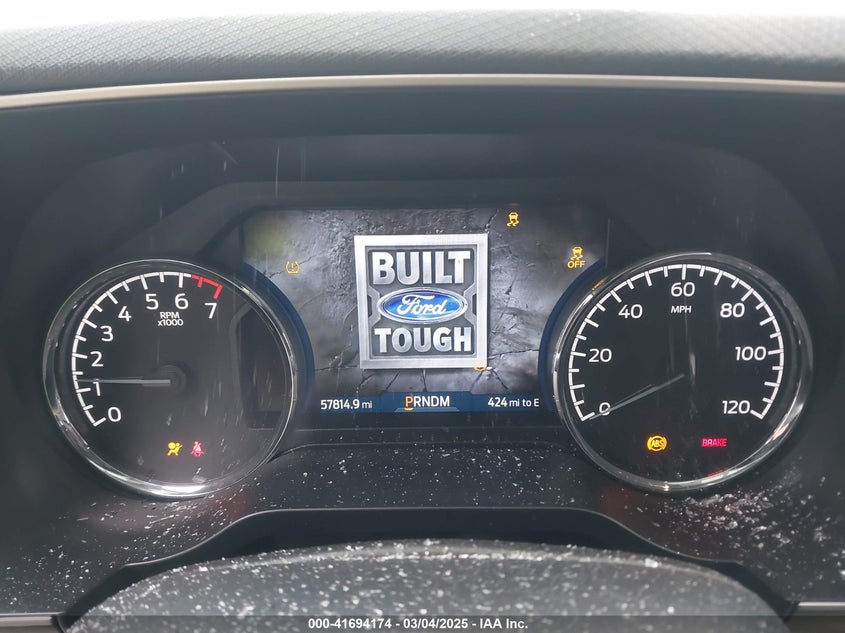 BUILT
Ford
TOUGH
OFF
0 1 2 3 4 5 6 7
RPM
x1000
0 20 40 60 80 100 120
MPH
57814.9 mi PRNDM 424 mi to E
ABS
BRAKE
000-41694174 - 03/04/2025 - IAA Inc.